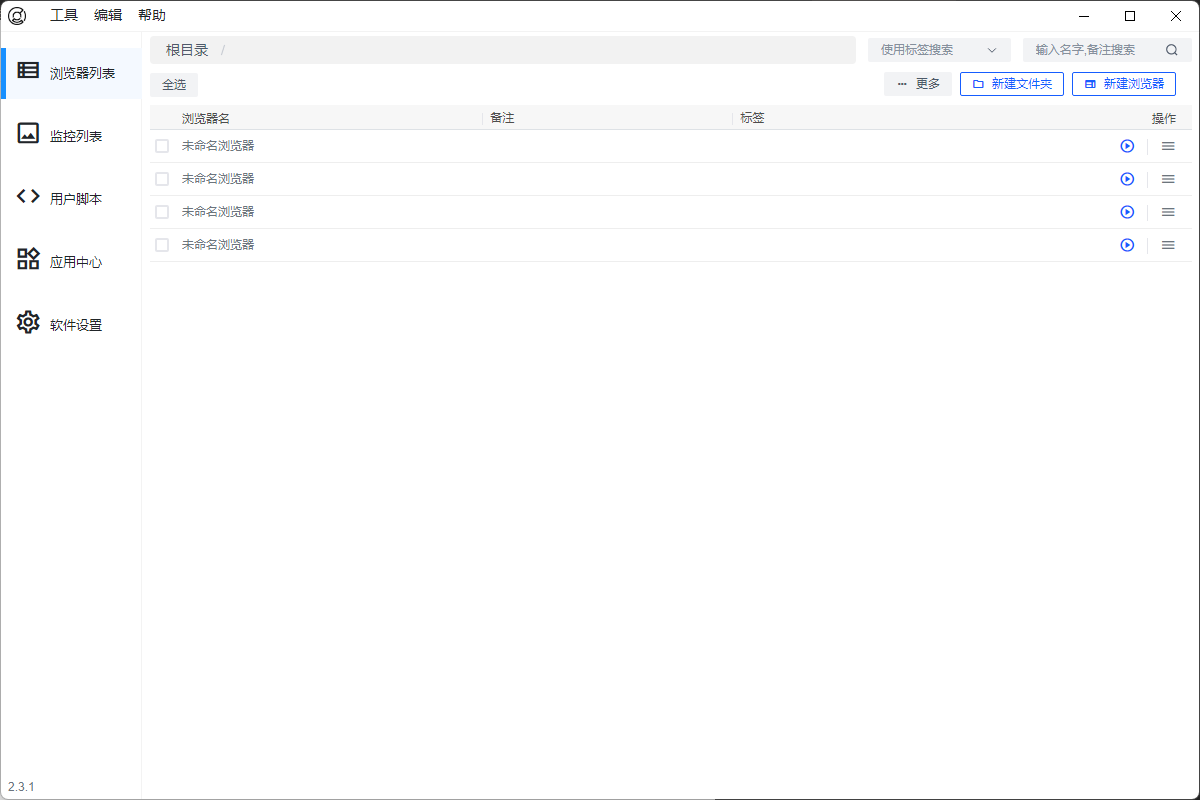 工具 编辑 帮助
浏览器列表
监控列表
用户脚本
应用中心
软件设置
2.3.1
根目录 /
使用标签搜索
输入名字,备注搜索
全选
更多
新建文件夹
新建浏览器
浏览器名 备注 标签 操作
未命名浏览器
未命名浏览器
未命名浏览器
未命名浏览器